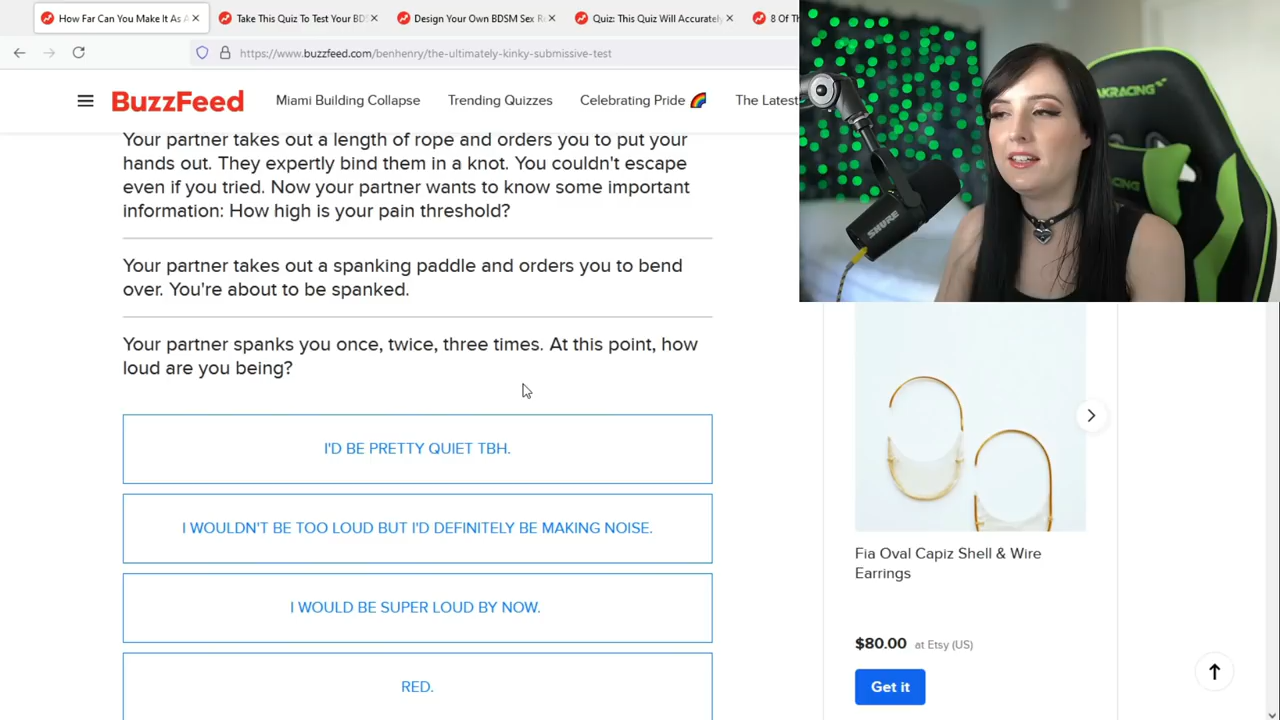 How Far Can You Make It As A
Take This Quiz To Test Your BD
Design Your Own BDSM Sex R
Quiz: This Quiz Will Accurately
8 Of Th
https://www.buzzfeed.com/benhenry/the-ultimately-kinky-submissive-test
BuzzFeed
Miami Building Collapse
Trending Quizzes
Celebrating Pride 🌈
The Latest
Your partner takes out a length of rope and orders you to put your
hands out. They expertly bind them in a knot. You couldn't escape
even if you tried. Now your partner wants to know some important
information: How high is your pain threshold?
Your partner takes out a spanking paddle and orders you to bend
over. You're about to be spanked.
Your partner spanks you once, twice, three times. At this point, how
loud are you being?
I'D BE PRETTY QUIET TBH.
I WOULDN'T BE TOO LOUD BUT I'D DEFINITELY BE MAKING NOISE.
I WOULD BE SUPER LOUD BY NOW.
RED.
AKRACING
SHURE
Fia Oval Capiz Shell & Wire
Earrings
$80.00 at Etsy (US)
Get it